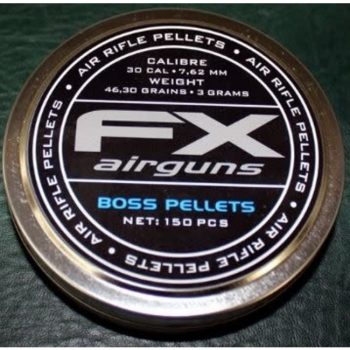 AIR RIFLE PELLETS • AIR RIFLE PELLETS • AIR RIFLE PELLETS • AIR RIFLE PELLETS •
CALIBRE
30 CAL • 7,62 MM
WEIGHT
46,30 GRAINS • 3 GRAMS
FX
airguns
BOSS PELLETS
NET: 150 PCS